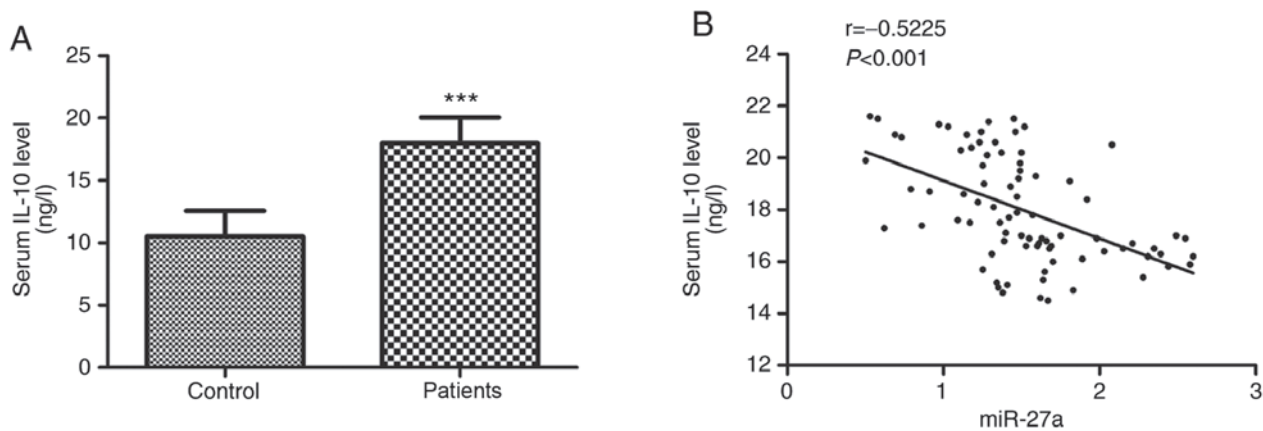 A
Serum IL-10 level
(ng/l)
25
20
15
10
5
0
***
Control
Patients
B
r=−0.5225
P<0.001
Serum IL-10 level
(ng/l)
24
22
20
18
16
14
12
0
1
2
3
miR-27a